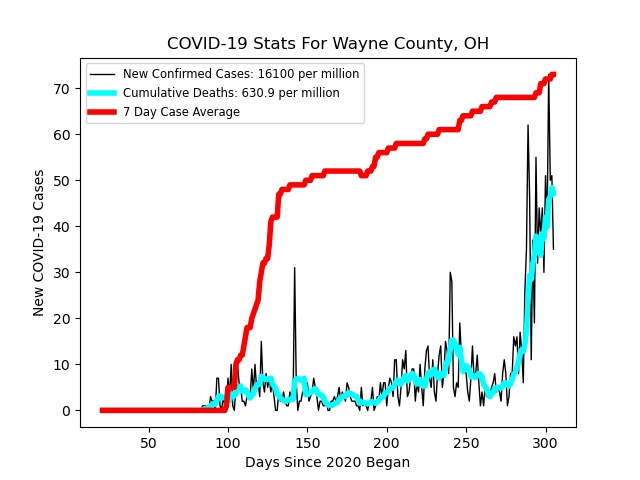 COVID-19 Stats For Wayne County, OH
New Confirmed Cases: 16100 per million
Cumulative Deaths: 630.9 per million
7 Day Case Average
New COVID-19 Cases
70
60
50
40
30
20
10
0
50 100 150 200 250 300
Days Since 2020 Began